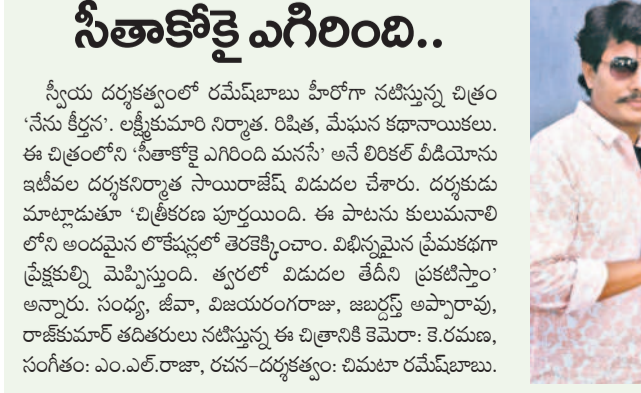 సీతాకోకై ఎగిరింది..
స్వీయ దర్శకత్వంలో రమేష్‌బాబు హీరోగా నటిస్తున్న చిత్రం
‘నేను కీర్తన’. లక్ష్మీకుమారి నిర్మాత. రిషిత, మేఘన కథానాయికలు.
ఈ చిత్రంలోని ‘సీతాకోకై ఎగిరింది మనసే’ అనే లిరికల్ వీడియోను
ఇటీవల దర్శకనిర్మాత సాయిరాజేష్ విడుదల చేశారు. దర్శకుడు
మాట్లాడుతూ ‘చిత్రీకరణ పూర్తయింది. ఈ పాటను కులుమనాలి
లోని అందమైన లొకేషన్లలో తెరకెక్కించాం. విభిన్నమైన ప్రేమకథగా
ప్రేక్షకుల్ని మెప్పిస్తుంది. త్వరలో విడుదల తేదీని ప్రకటిస్తాం’
అన్నారు. సంధ్య, జీవా, విజయరంగరాజు, జబర్దస్త్ అప్పారావు,
రాజ్‌కుమార్ తదితరులు నటిస్తున్న ఈ చిత్రానికి కెమెరా: కె.రమణ,
సంగీతం: ఎం.ఎల్.రాజా, రచన-దర్శకత్వం: చిమటా రమేష్‌బాబు.